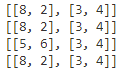 [[8, 2], [3, 4]]
[[8, 2], [3, 4]]
[[5, 6], [3, 4]]
[[8, 2], [3, 4]]